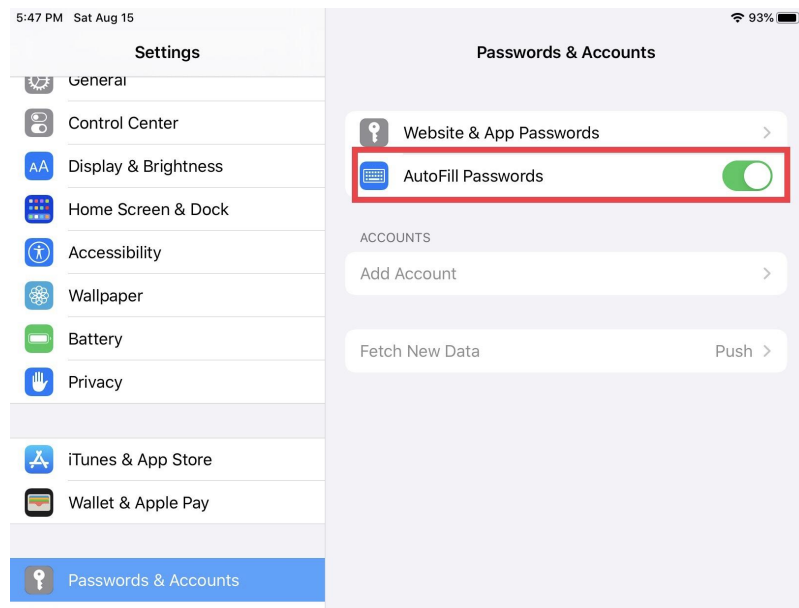 5:47 PM Sat Aug 15
93%
Settings
General
Control Center
AA
Display & Brightness
Home Screen & Dock
Accessibility
Wallpaper
Battery
Privacy
iTunes & App Store
Wallet & Apple Pay
Passwords & Accounts
Passwords & Accounts
Website & App Passwords
AutoFill Passwords
ACCOUNTS
Add Account
Fetch New Data Push